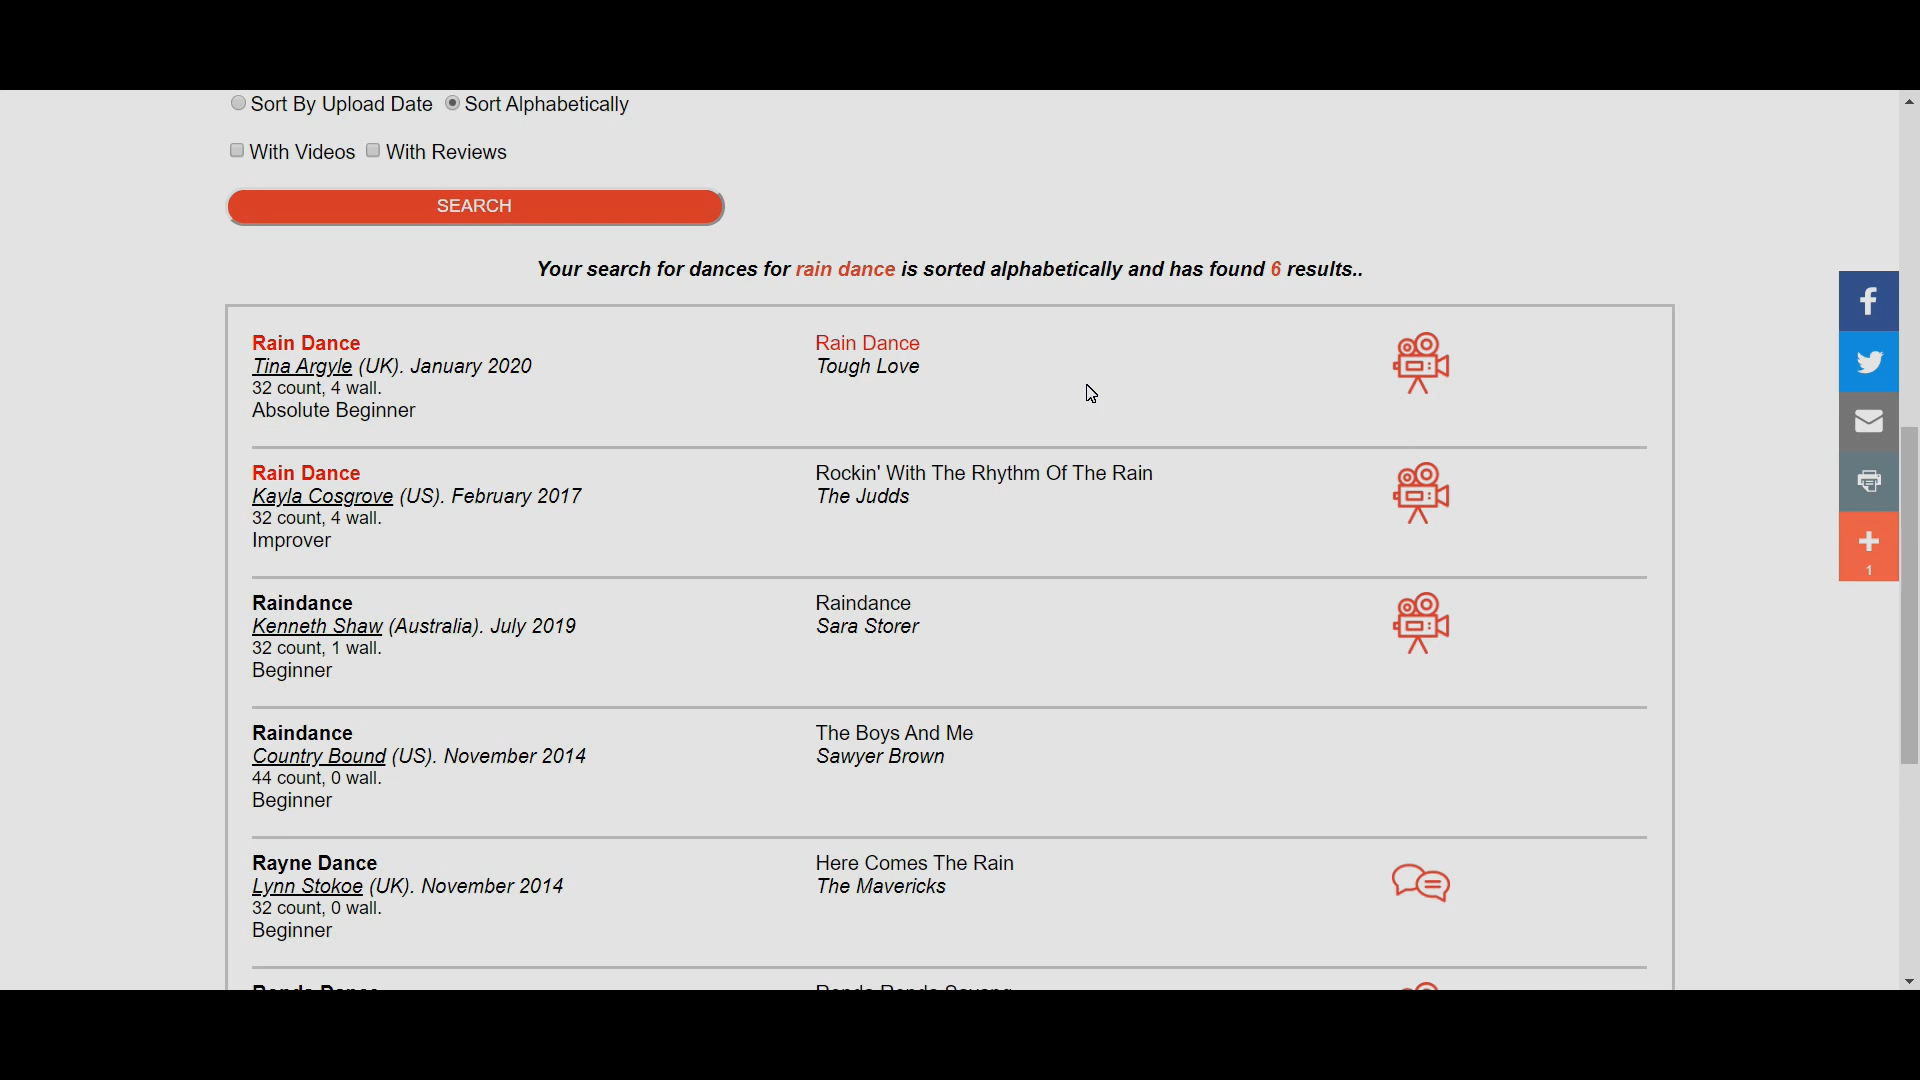 Sort By Upload Date Sort Alphabetically
With Videos With Reviews
SEARCH
Your search for dances for rain dance is sorted alphabetically and has found 6 results..
Rain Dance
Tina Argyle (UK). January 2020
32 count, 4 wall.
Absolute Beginner
Rain Dance
Tough Love
Rain Dance
Kayla Cosgrove (US). February 2017
32 count, 4 wall.
Improver
Rockin' With The Rhythm Of The Rain
The Judds
Raindance
Kenneth Shaw (Australia). July 2019
32 count, 1 wall.
Beginner
Raindance
Sara Storer
Raindance
Country Bound (US). November 2014
44 count, 0 wall.
Beginner
The Boys And Me
Sawyer Brown
Rayne Dance
Lynn Stokoe (UK). November 2014
32 count, 0 wall.
Beginner
Here Comes The Rain
The Mavericks
1